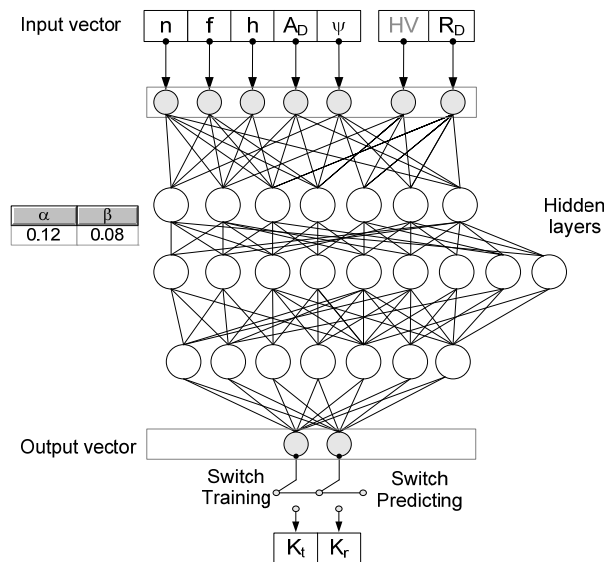 Input vector
n f h A_D ψ HV R_D
α β
0.12 0.08
Hidden
layers
Output vector
Switch
Training
Switch
Predicting
K_t K_r